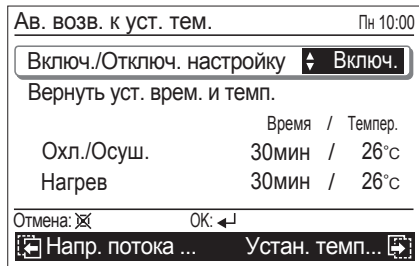 Ав. возв. к уст. тем. Пн 10:00
Включ./Отключ. настройку Включ.
Вернуть уст. врем. и темп.
Время / Темпер.
Охл./Осуш. 30мин / 26°c
Нагрев 30мин / 26°c
Отмена: OK:
Напр. потока ... Устан. темп...